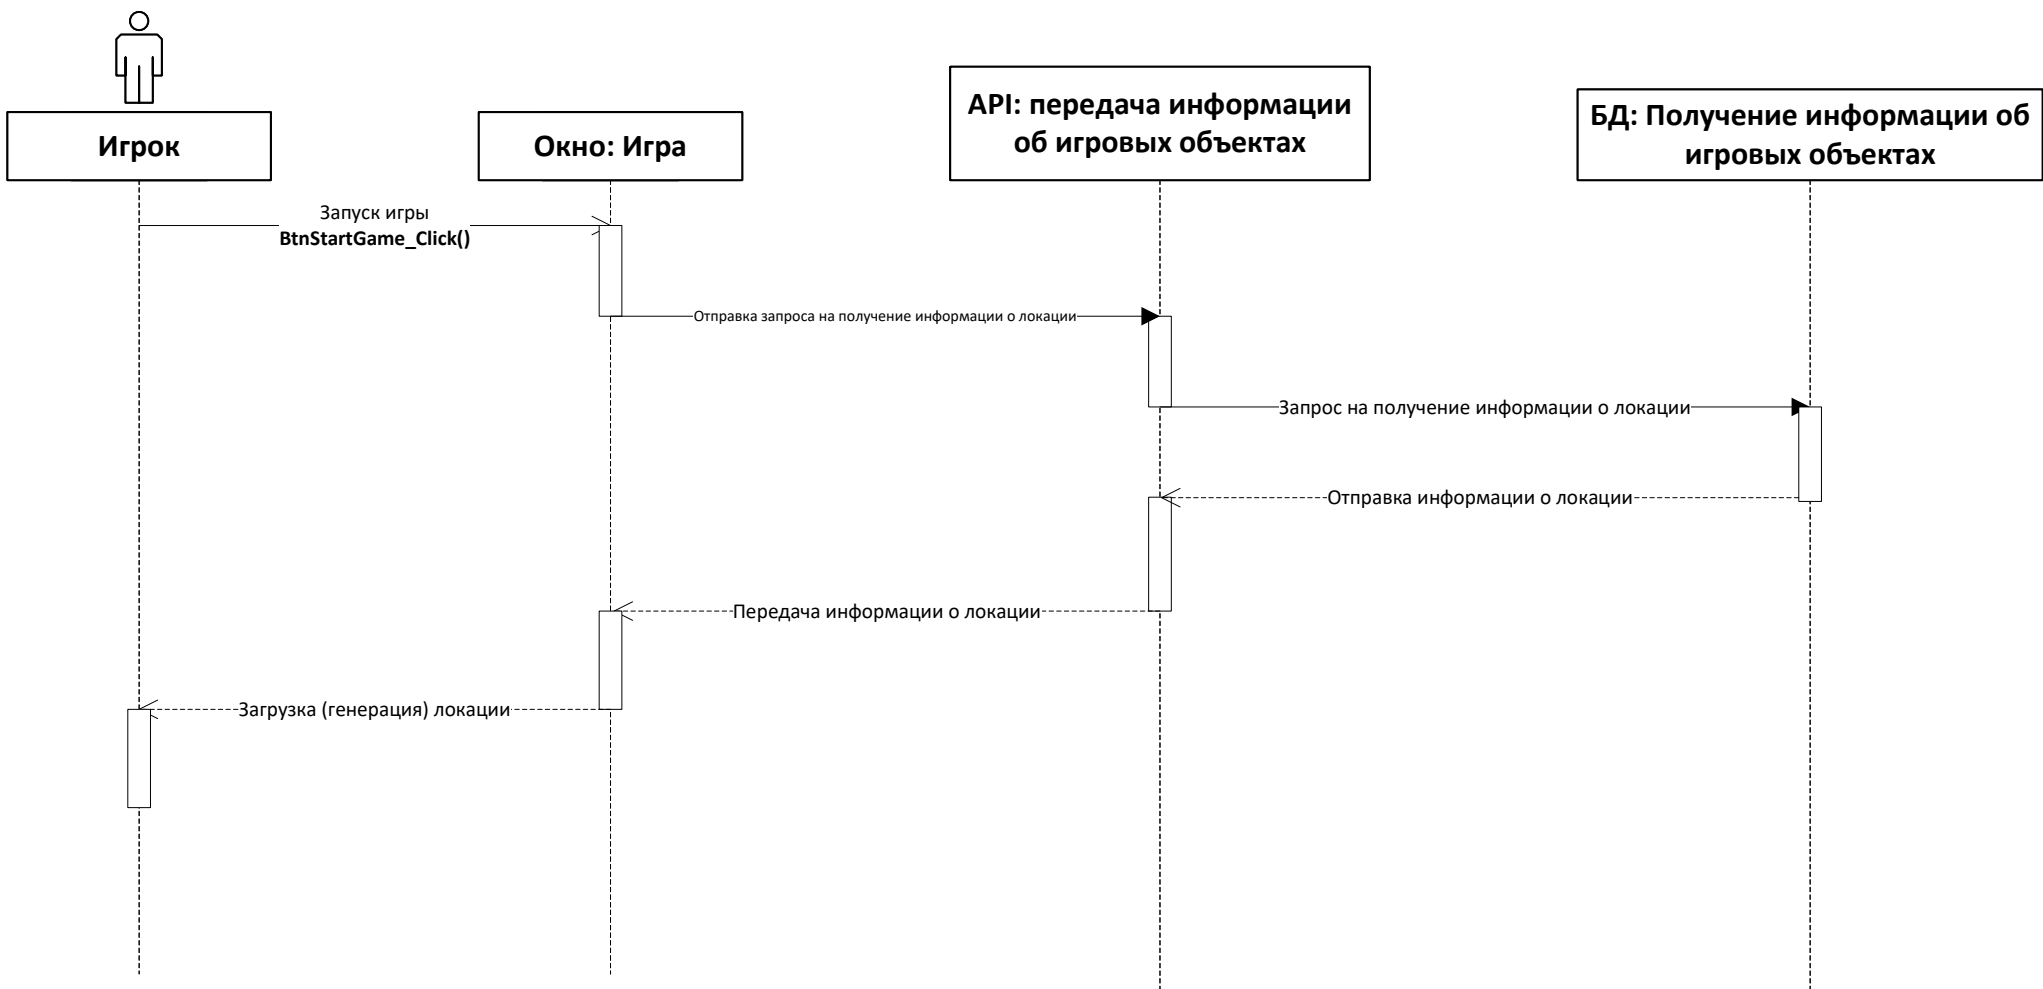 Игрок
Окно: Игра
API: передача информации
об игровых объектах
БД: Получение информации об
игровых объектах
Запуск игры
BtnStartGame_Click()
Отправка запроса на получение информации о локации
Запрос на получение информации о локации
Отправка информации о локации
Передача информации о локации
Загрузка (генерация) локации